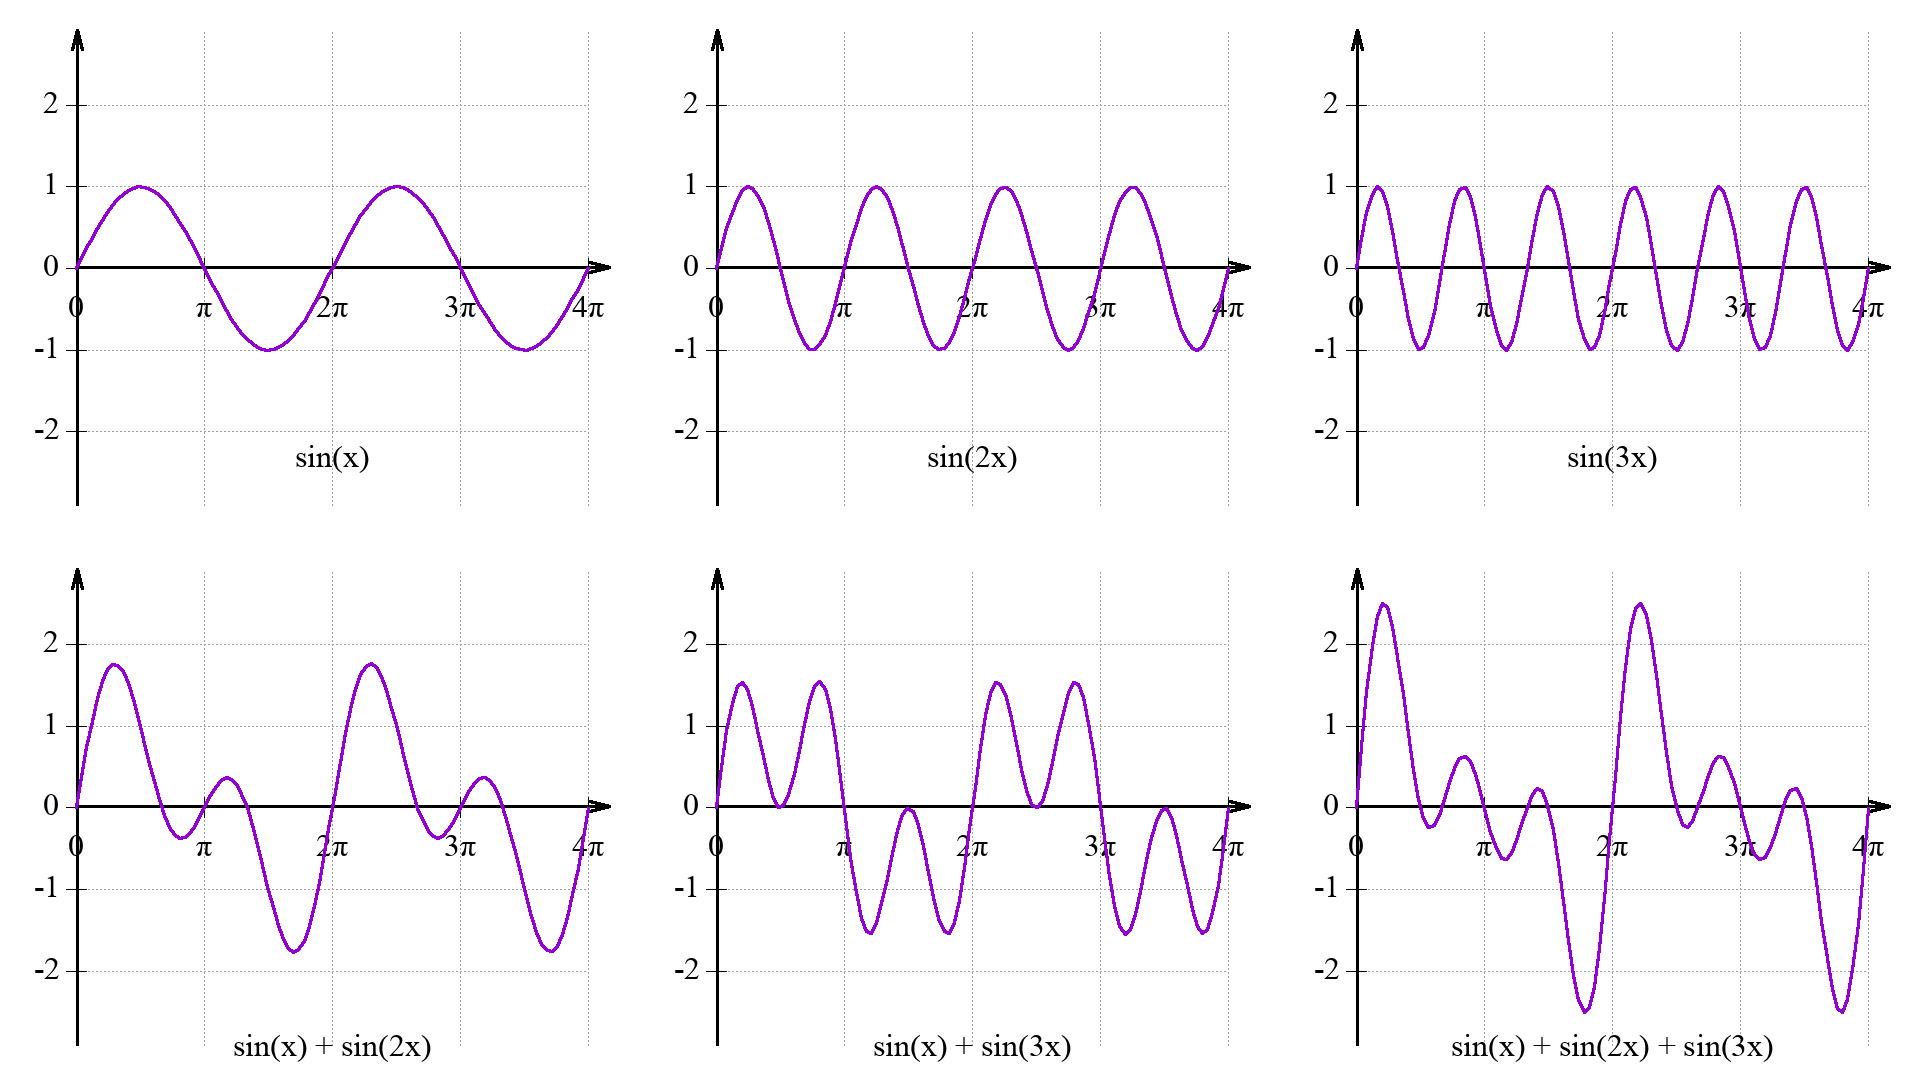 2
1
0
-1
-2
0 π 2π 3π 4π
sin(x)
2
1
0
-1
-2
0 π 2π 3π 4π
sin(2x)
2
1
0
-1
-2
0 π 2π 3π 4π
sin(3x)
2
1
0
-1
-2
0 π 2π 3π 4π
sin(x) + sin(2x)
2
1
0
-1
-2
0 π 2π 3π 4π
sin(x) + sin(3x)
2
1
0
-1
-2
0 π 2π 3π 4π
sin(x) + sin(2x) + sin(3x)